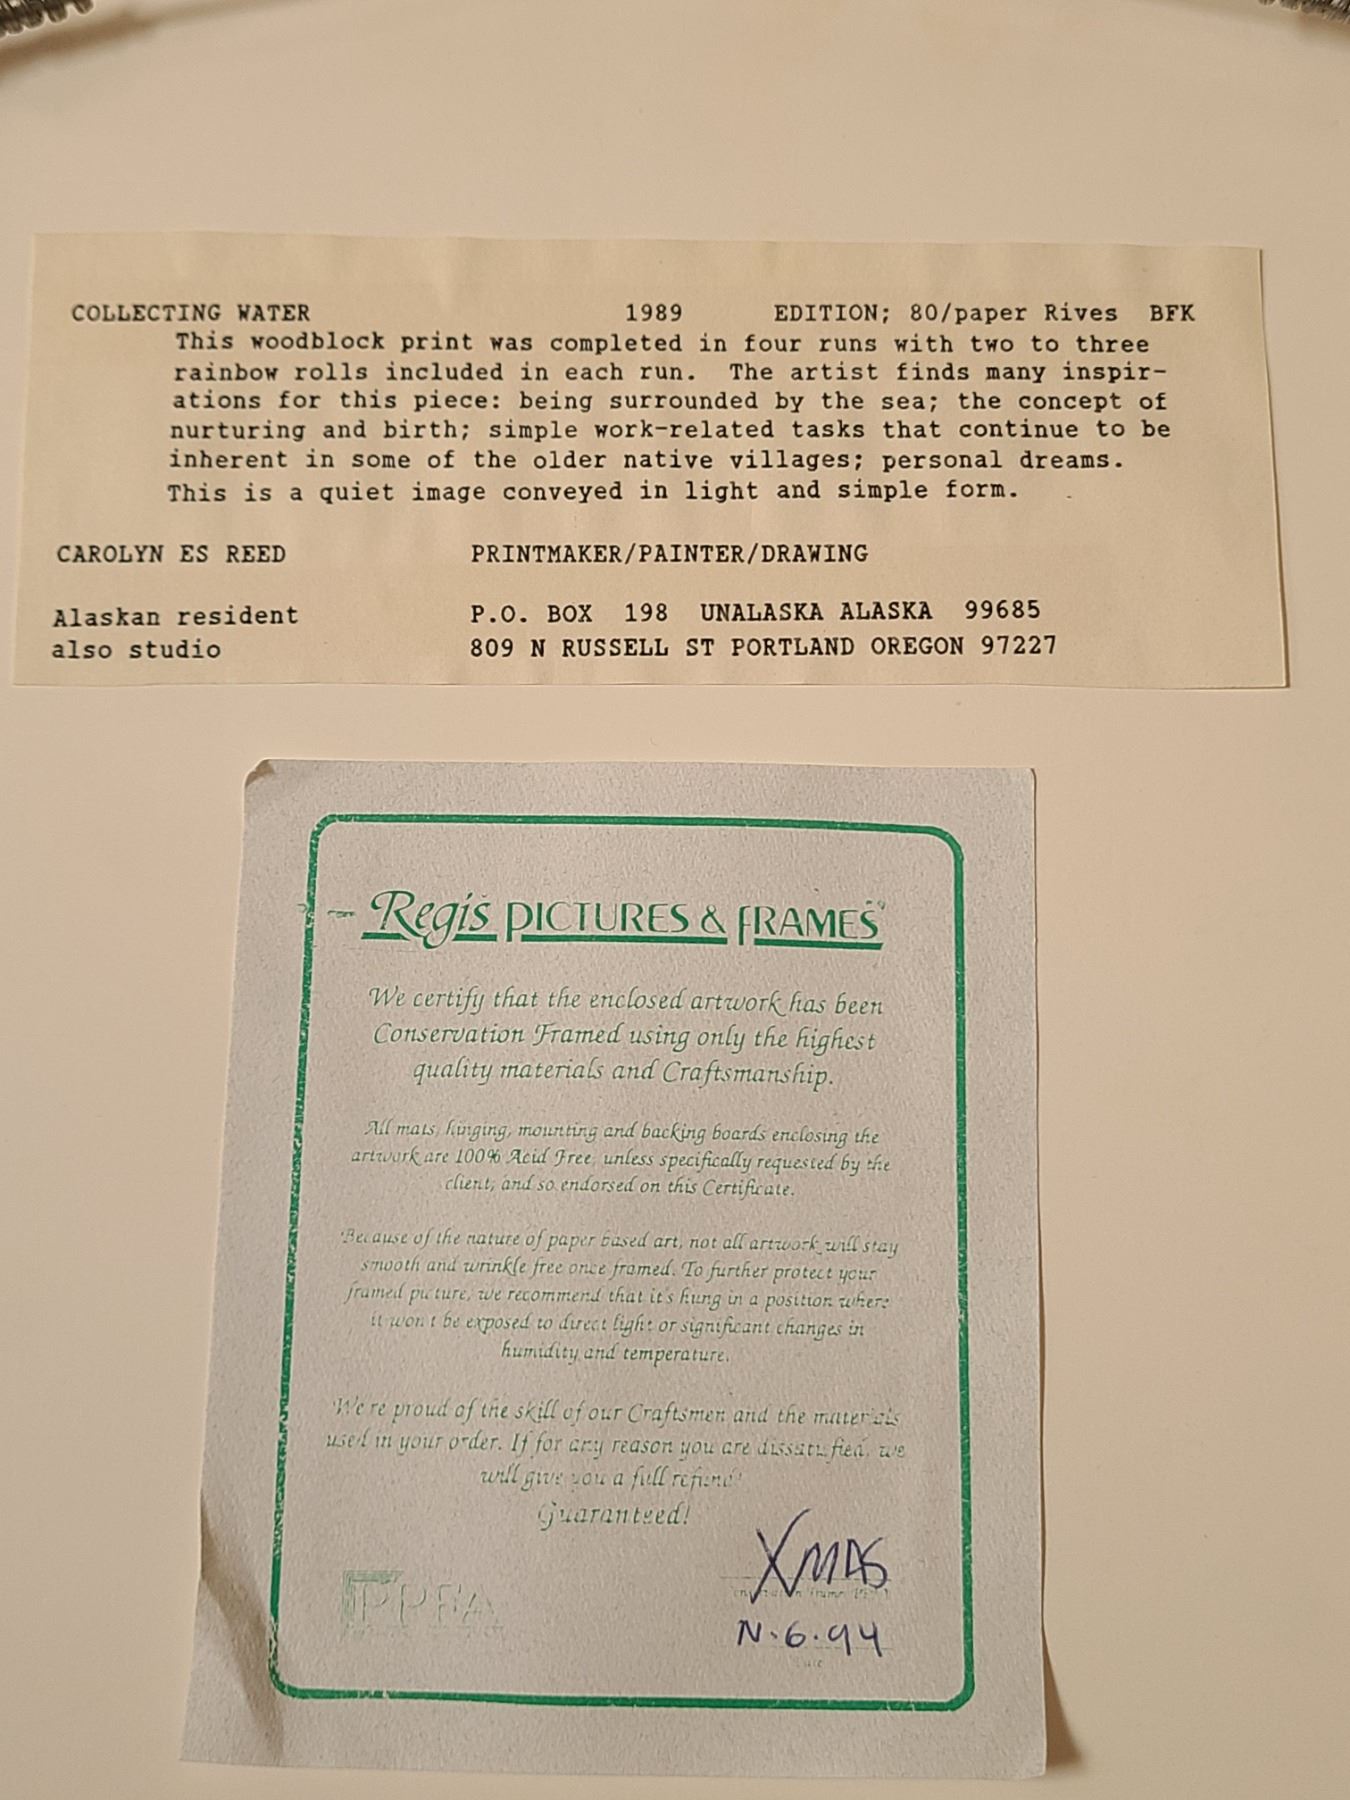 COLLECTING WATER 1989 EDITION; 80/paper Rives BFK
This woodblock print was completed in four runs with two to three
rainbow rolls included in each run. The artist finds many inspir-
ations for this piece: being surrounded by the sea; the concept of
nurturing and birth; simple work-related tasks that continue to be
inherent in some of the older native villages; personal dreams.
This is a quiet image conveyed in light and simple form.
CAROLYN ES REED PRINTMAKER/PAINTER/DRAWING
Alaskan resident P.O. BOX 198 UNALASKA ALASKA 99685
also studio 809 N RUSSELL ST PORTLAND OREGON 97227
Regis PICTURES & FRAMES
We certify that the enclosed artwork has been
Conservation Framed using only the highest
quality materials and Craftsmanship.
All mats, hinging, mounting and backing boards enclosing the
artwork are 100% Acid Free, unless specifically requested by the
client, and so endorsed on this Certificate.
Because of the nature of paper based art, not all artwork will stay
smooth and wrinkle free once framed. To further protect your
framed picture, we recommend that it's hung in a position where
it won't be exposed to direct light or significant changes in
humidity and temperature.
We're proud of the skill of our Craftsmen and the materials
used in your order. If for any reason you are dissatisfied, we
will give you a full refund!
Guaranteed!
XMAS
PPFA
N.6.94
Date